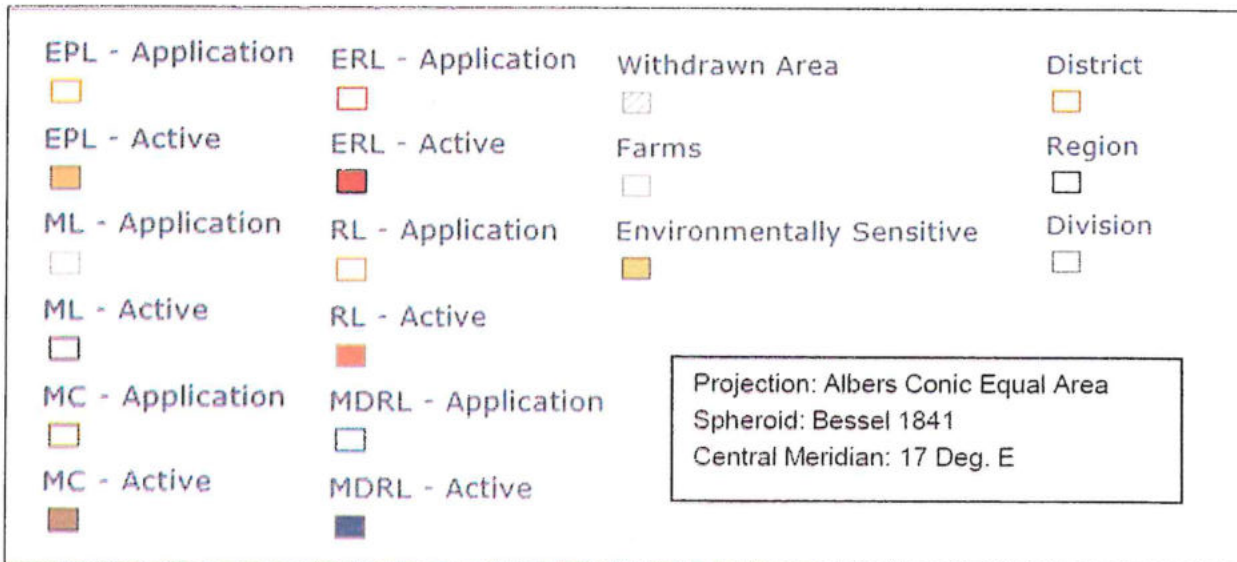 EPL - Application
EPL - Active
ML - Application
ML - Active
MC - Application
MC - Active
ERL - Application
ERL - Active
RL - Application
RL - Active
MDRL - Application
MDRL - Active
Withdrawn Area
Farms
Environmentally Sensitive
District
Region
Division
Projection: Albers Conic Equal Area
Spheroid: Bessel 1841
Central Meridian: 17 Deg. E